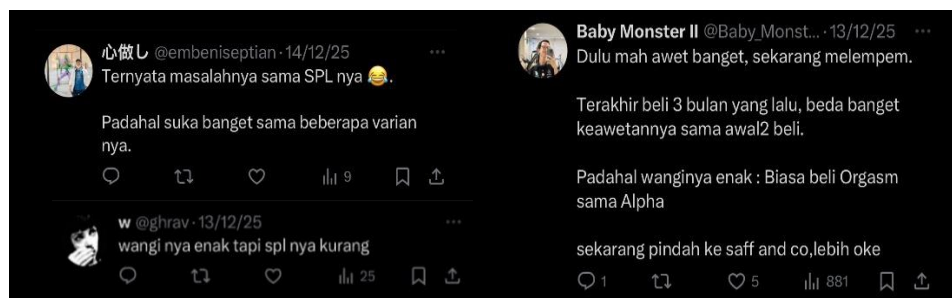 心做し @embeniseptian · 14/12/25
Ternyata masalahnya sama SPL nya 😂.
Padahal suka banget sama beberapa varian
nya.
9
w @ghrav · 13/12/25
wangi nya enak tapi spl nya kurang
25
Baby Monster II @Baby_Monst... · 13/12/25
Dulu mah awet banget, sekarang melempem.
Terakhir beli 3 bulan yang lalu, beda banget
keawetannya sama awal2 beli.
Padahal wanginya enak : Biasa beli Orgasm
sama Alpha
sekarang pindah ke saff and co,lebih oke
1 5 881